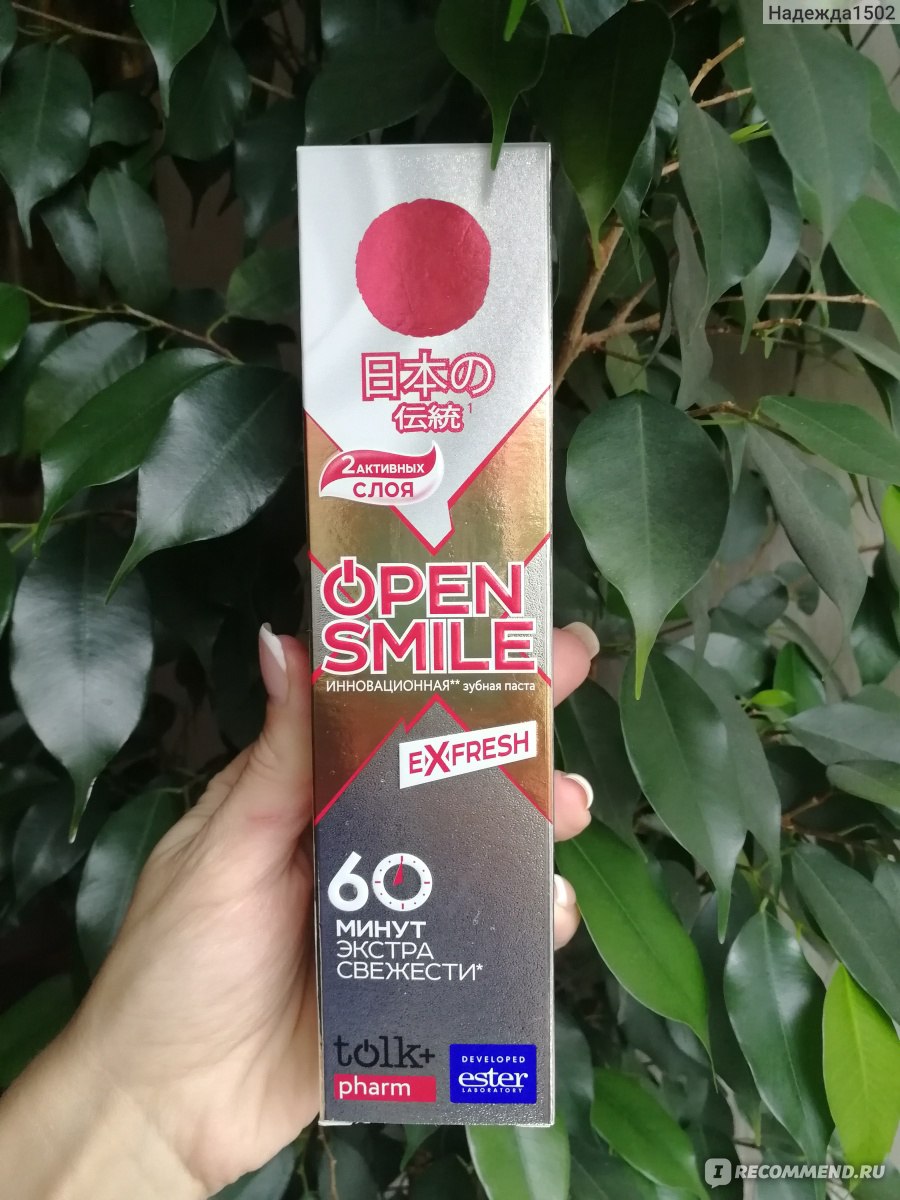 Надежда1502
日本の
伝統¹
2 АКТИВНЫХ
СЛОЯ
OPEN
SMILE
ИННОВАЦИОННАЯ** зубная паста
EXFRESH
60
МИНУТ
ЭКСТРА
СВЕЖЕСТИ*
tolk+
pharm
DEVELOPED
ester
LABORATORY
IRECOMMEND.RU